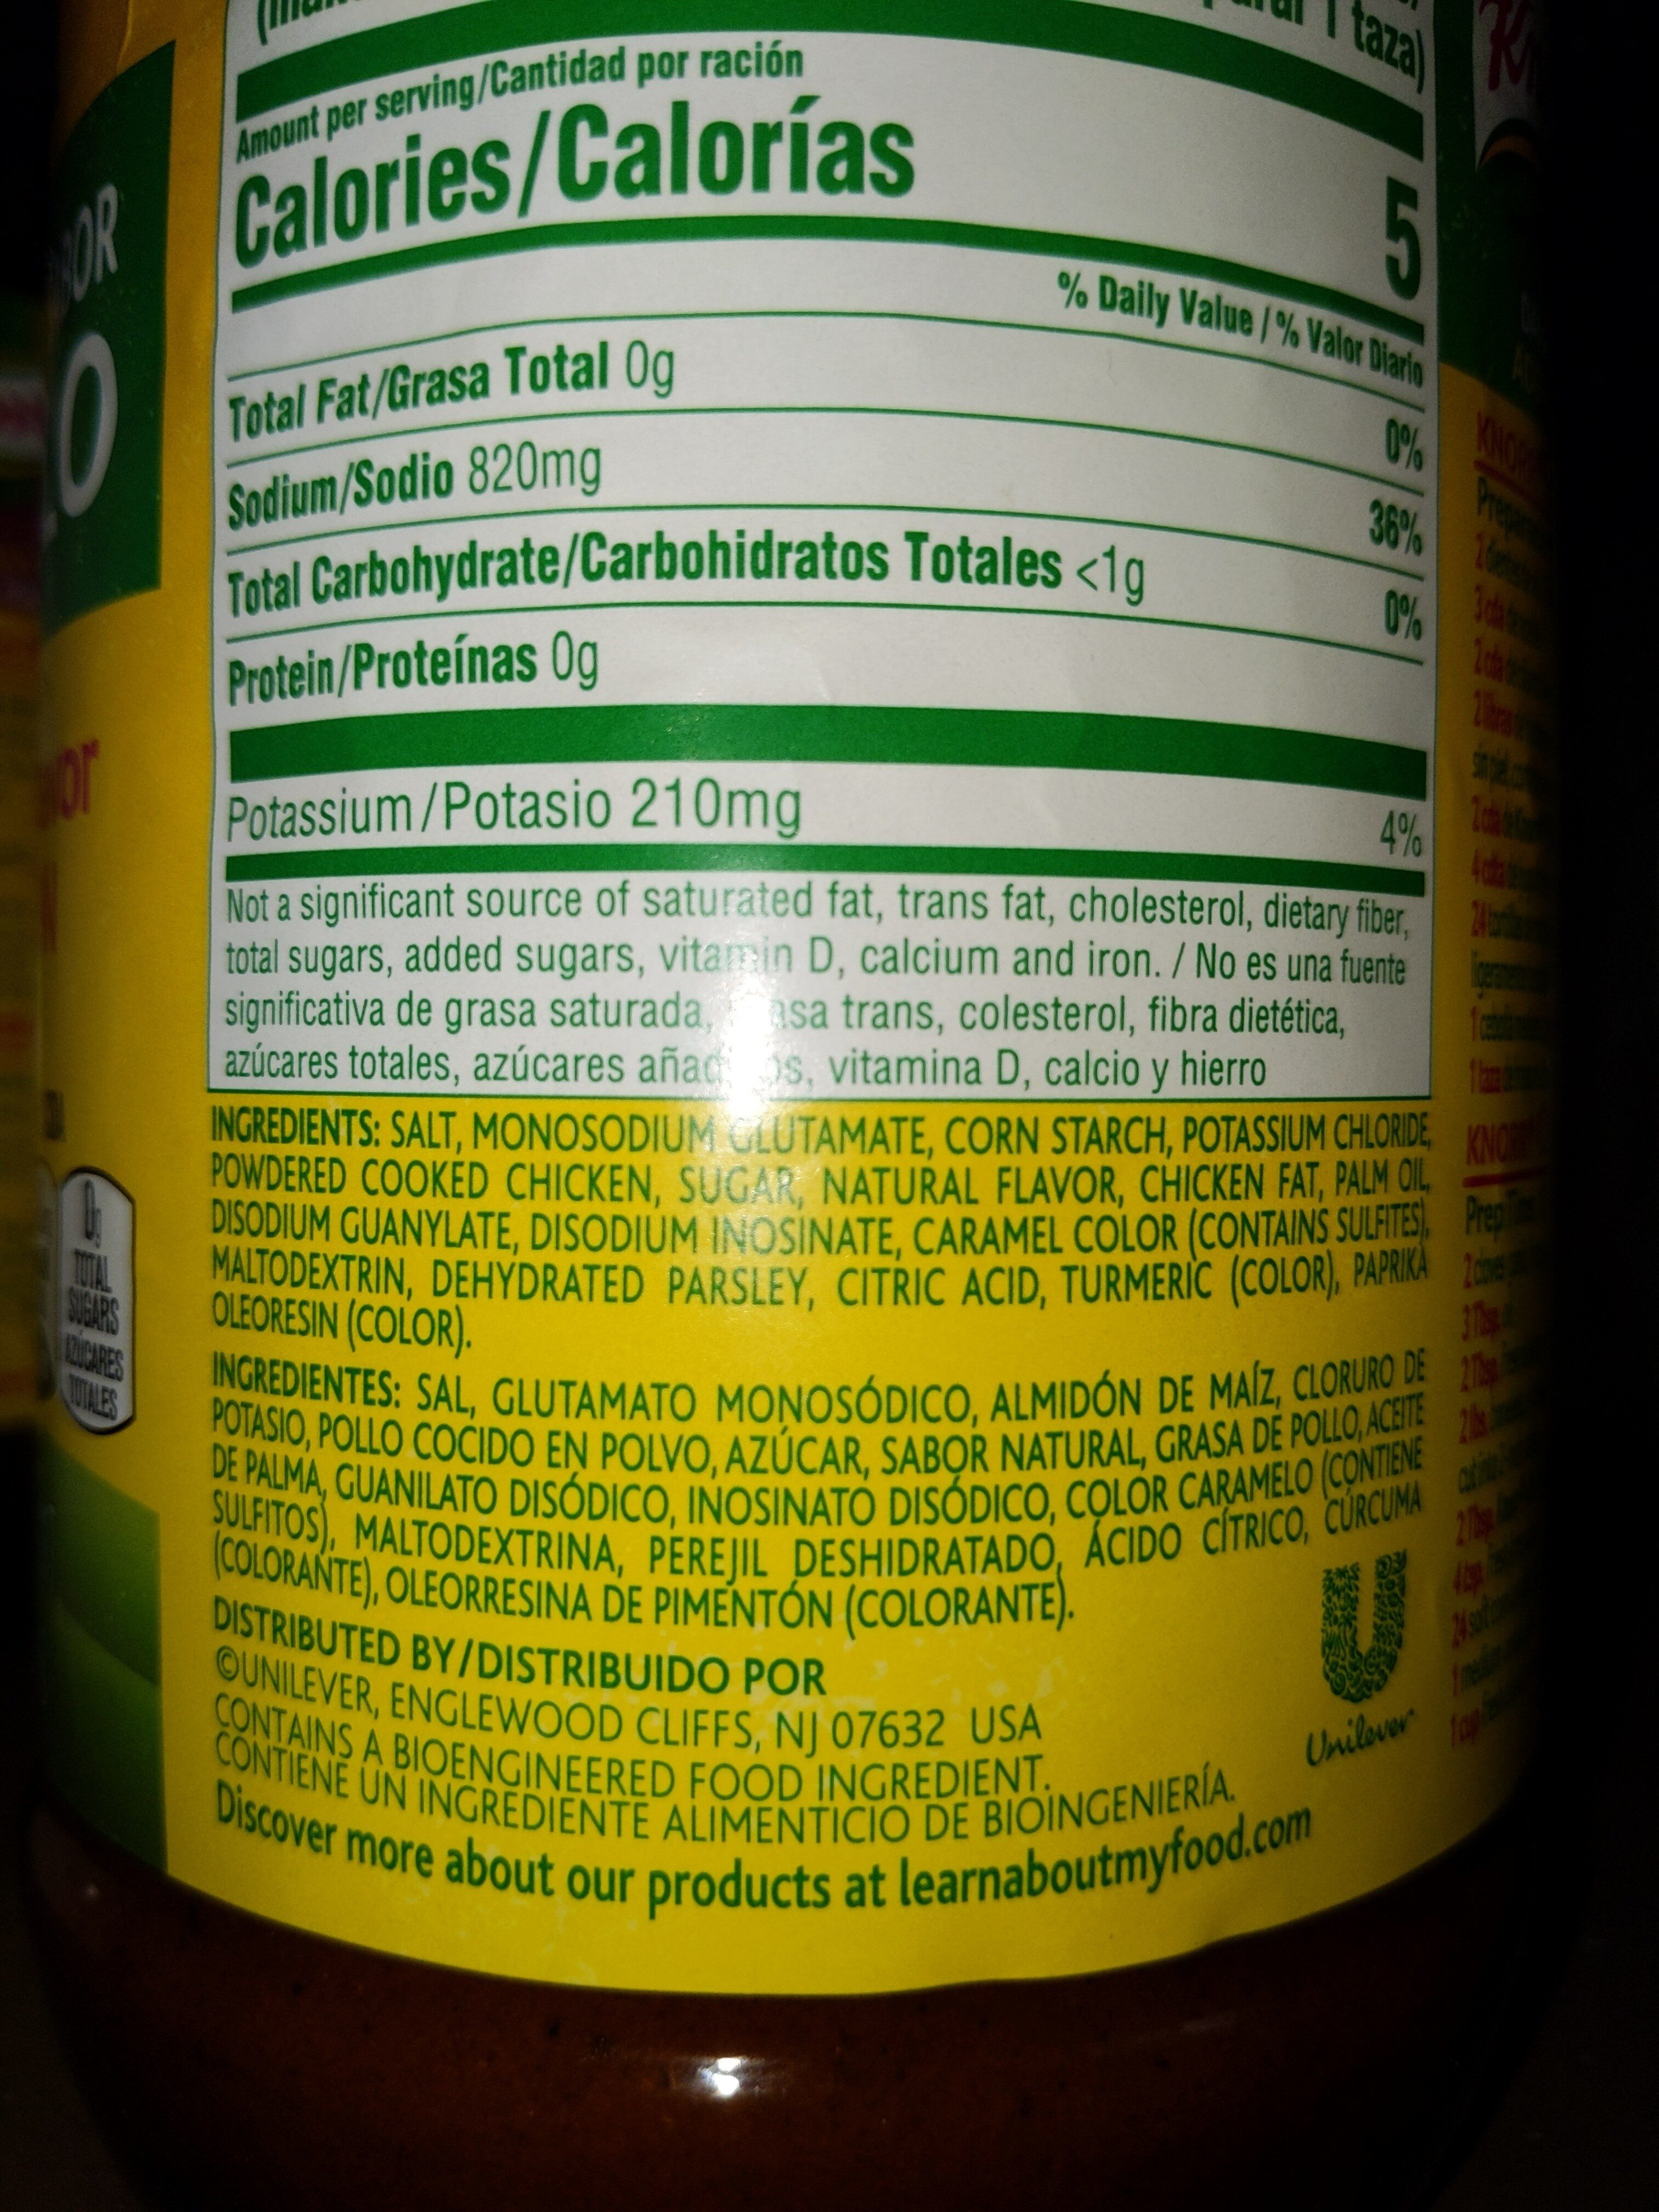 taza)
Amount per serving/Cantidad por ración
Calories/Calorías 5
% Daily Value / % Valor Diario
Total Fat/Grasa Total 0g 0%
Sodium/Sodio 820mg 36%
Total Carbohydrate/Carbohidratos Totales <1g 0%
Protein/Proteínas 0g
Potassium/Potasio 210mg 4%
Not a significant source of saturated fat, trans fat, cholesterol, dietary fiber,
total sugars, added sugars, vitamin D, calcium and iron. / No es una fuente
significativa de grasa saturada, trans, colesterol, fibra dietética,
azúcares totales, azúcares vitamina D, calcio y hierro
INGREDIENTS: SALT, MONOSODIUM GLUTAMATE, CORN STARCH, POTASSIUM CHLORIDE,
POWDERED COOKED CHICKEN, SUGAR, NATURAL FLAVOR, CHICKEN FAT, PALM OIL,
DISODIUM GUANYLATE, DISODIUM INOSINATE, CARAMEL COLOR (CONTAINS SULFITES),
MALTODEXTRIN, DEHYDRATED PARSLEY, CITRIC ACID, TURMERIC (COLOR), PAPRIKA
OLEORESIN (COLOR).
INGREDIENTES: SAL, GLUTAMATO MONOSÓDICO, ALMIDÓN DE MAÍZ, CLORURO DE
POTASIO, POLLO COCIDO EN POLVO, AZÚCAR, SABOR NATURAL, GRASA DE POLLO, ACEITE
DE PALMA, GUANILATO DISÓDICO, INOSINATO DISÓDICO, COLOR CARAMELO (CONTIENE
SULFITOS), MALTODEXTRINA, PEREJIL DESHIDRATADO, ÁCIDO CÍTRICO, CÚRCUMA
(COLORANTE), OLEORRESINA DE PIMENTÓN (COLORANTE).
DISTRIBUTED BY/DISTRIBUIDO POR
©UNILEVER, ENGLEWOOD CLIFFS, NJ 07632 USA
CONTAINS A BIOENGINEERED FOOD INGREDIENT.
CONTIENE UN INGREDIENTE ALIMENTICIO DE BIOINGENIERÍA.
Discover more about our products at learnaboutmyfood.com
Unilever
0g
TOTAL
SUGARS
AZÚCARES
TOTALES